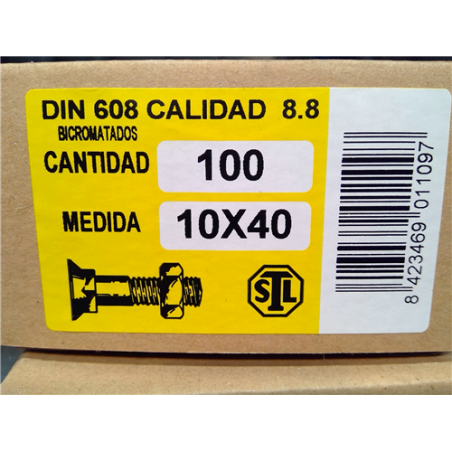 DIN 608 CALIDAD 8.8
BICROMATADOS
CANTIDAD 100
MEDIDA 10X40
STL
8 423469 011097